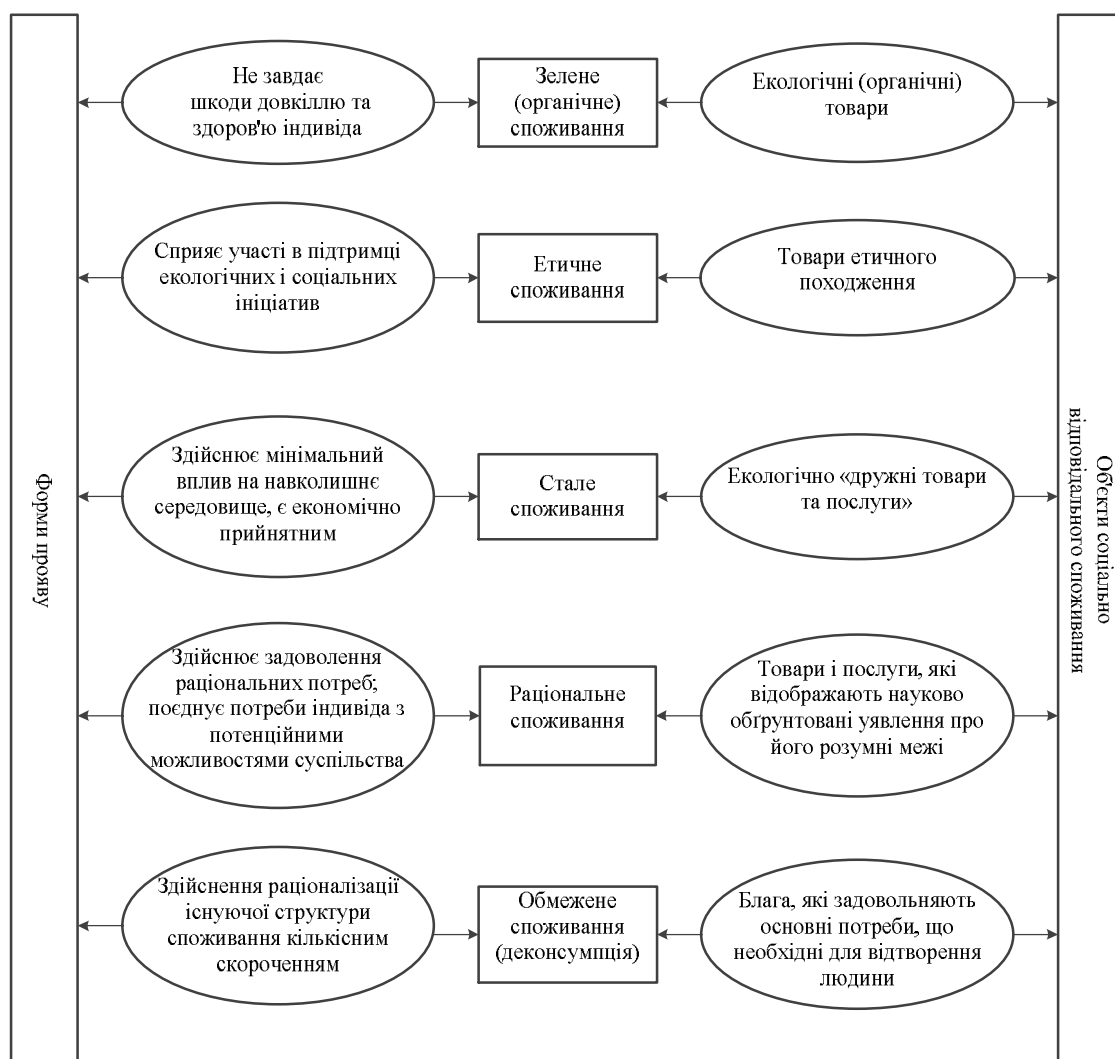 Форми прояву
Не завдає
шкоди довкіллю та
здоров'ю індивіда
Зелене
(органічне)
споживання
Екологічні (органічні)
товари
Сприяє участі в підтримці
екологічних і соціальних
ініціатив
Етичне
споживання
Товари етичного
походження
Здійснює мінімальний
вплив на навколишнє
середовище, є економічно
прийнятним
Стале
споживання
Екологічно «дружні товари
та послуги»
Здійснює задоволення
раціональних потреб;
поєднує потреби індивіда з
потенційними
можливостями суспільства
Раціональне
споживання
Товари і послуги, які
відображають науково
обґрунтовані уявлення про
його розумні межі
Здійснення раціоналізації
існуючої структури
споживання кількісним
скороченням
Обмежене
споживання
(деконсумпція)
Блага, які задовольняють
основні потреби, що
необхідні для відтворення
людини
Об'єкти соціально
відповідального споживання